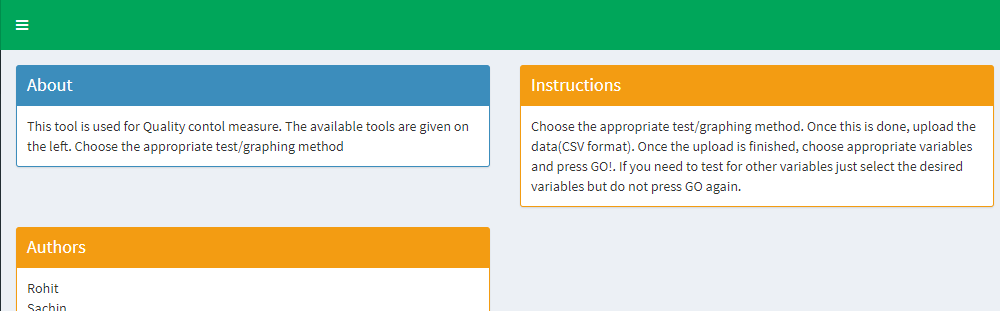 About
This tool is used for Quality contol measure. The available tools are given on
the left. Choose the appropriate test/graphing method
Instructions
Choose the appropriate test/graphing method. Once this is done, upload the
data(CSV format). Once the upload is finished, choose appropriate variables
and press GO!. If you need to test for other variables just select the desired
variables but do not press GO again.
Authors
Rohit
Sachin